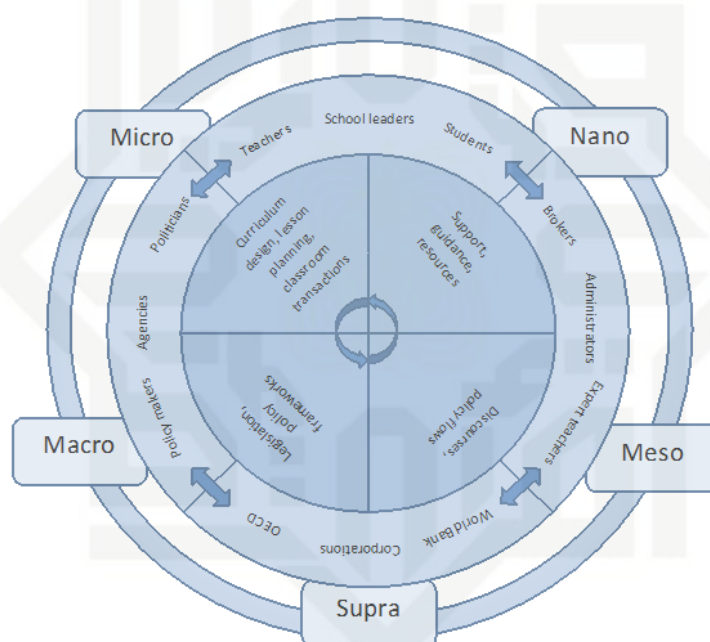 Micro
Nano
Meso
Supra
Macro
Teachers
School leaders
Students
Brokers
Administrators
Expert teachers
World Bank
Corporations
OECD
Policy makers
Agencies
Politicians
Curriculum
design, lesson
planning,
classroom
transactions
Support,
guidance,
resources
Discourses,
policy flows
Legislation,
policy
frameworks